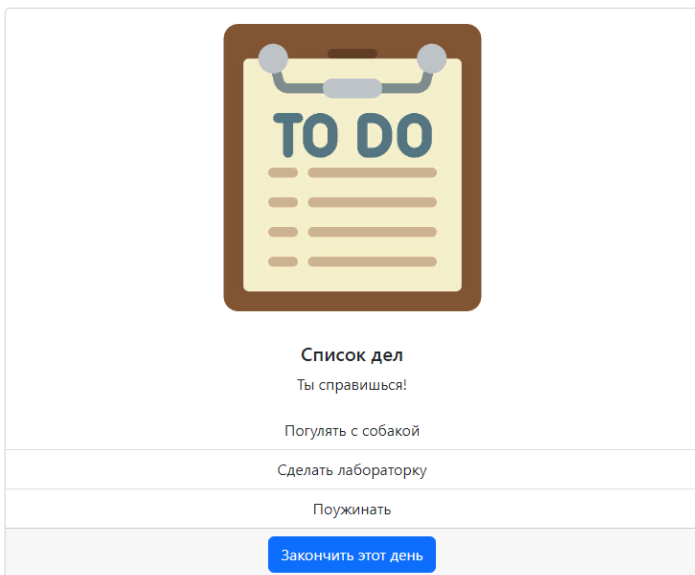 TO DO
Список дел
Ты справишься!
Погулять с собакой
Сделать лабораторку
Поужинать
Закончить этот день